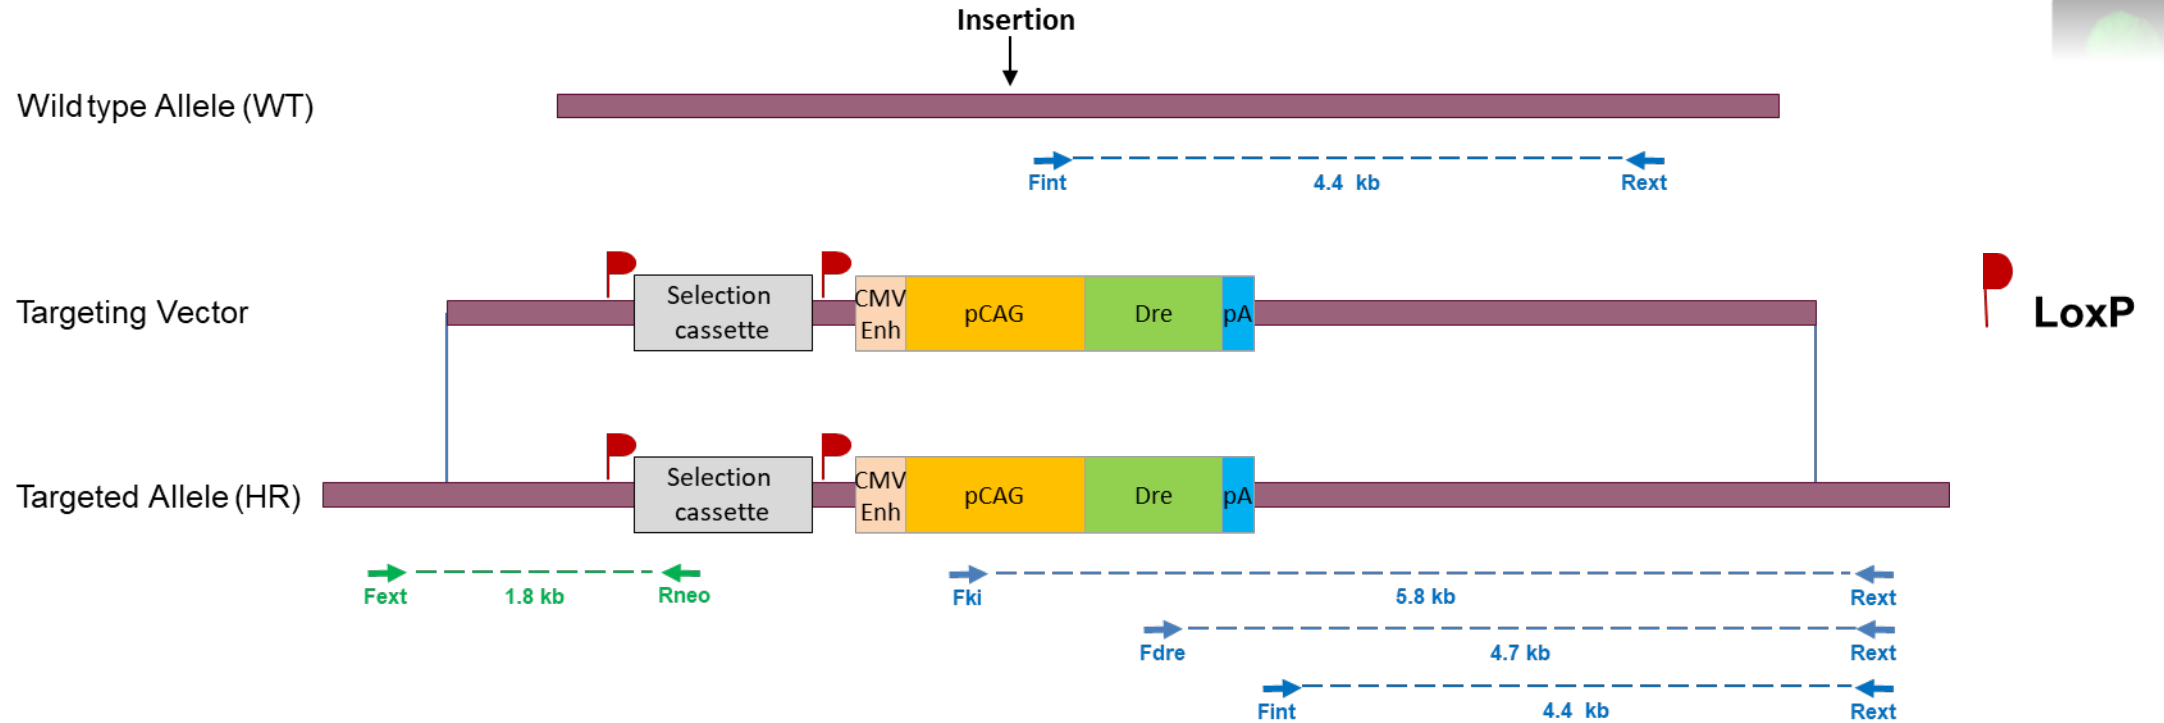 Insertion
Wild type Allele (WT)
Fint
4.4 kb
Rext
Targeting Vector
Selection
cassette
CMV
Enh
pCAG
Dre
pA
LoxP
Targeted Allele (HR)
Selection
cassette
CMV
Enh
pCAG
Dre
pA
Fext
1.8 kb
Rneo
Fki
5.8 kb
Rext
Fdre
4.7 kb
Rext
Fint
4.4 kb
Rext